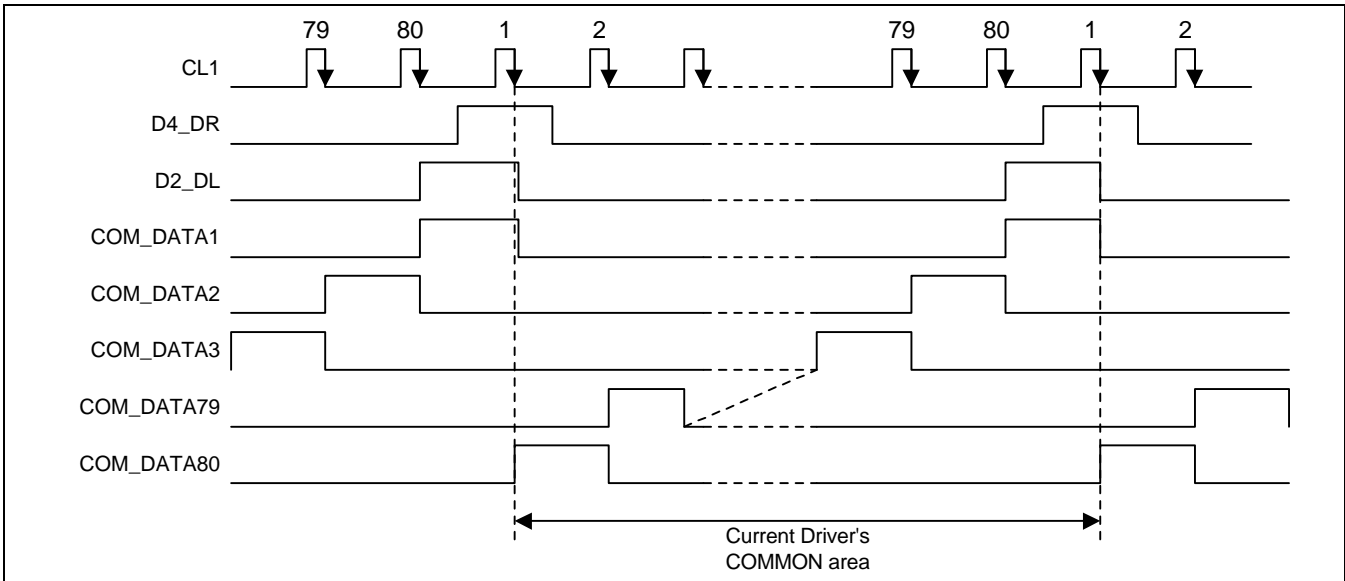 79 80 1 2 79 80 1 2
CL1
D4_DR
D2_DL
COM_DATA1
COM_DATA2
COM_DATA3
COM_DATA79
COM_DATA80
Current Driver's
COMMON area